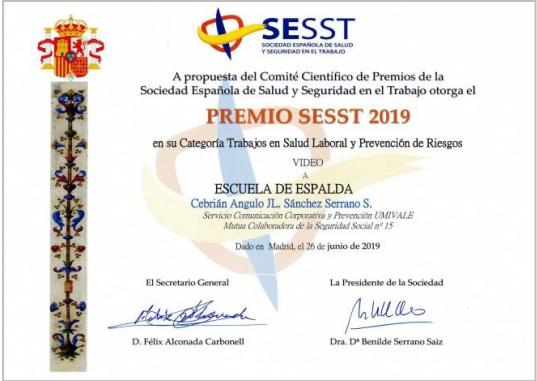 SESST
SOCIEDAD ESPAÑOLA DE SALUD
Y SEGURIDAD EN EL TRABAJO
A propuesta del Comité Científico de Premios de la
Sociedad Española de Salud y Seguridad en el Trabajo otorga el
PREMIO SESST 2019
en su Categoría Trabajos en Salud Laboral y Prevención de Riesgos
VIDEO
A
ESCUELA DE ESPALDA
Cebrián Angulo JL. Sánchez Serrano S.
Servicio Comunicación Corporativa y Prevención UMIVALE
Mutua Colaboradora de la Seguridad Social nº 15
Dado en Madrid, el 26 de junio de 2019
El Secretario General
La Presidente de la Sociedad
D. Félix Alconada Carbonell
Dra. Dª Benilde Serrano Saiz